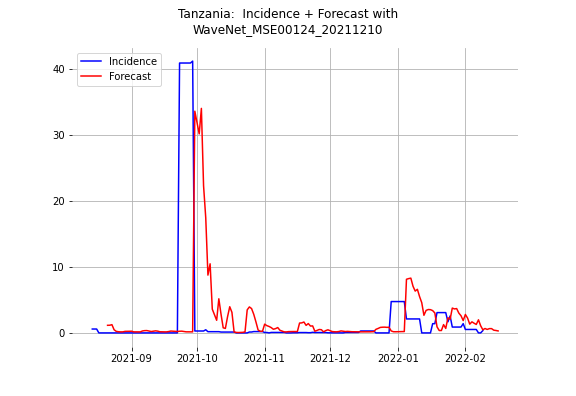 Tanzania:  Incidence + Forecast with
WaveNet_MSE00124_20211210
Incidence
Forecast
40
30
20
10
0
2021-09 2021-10 2021-11 2021-12 2022-01 2022-02